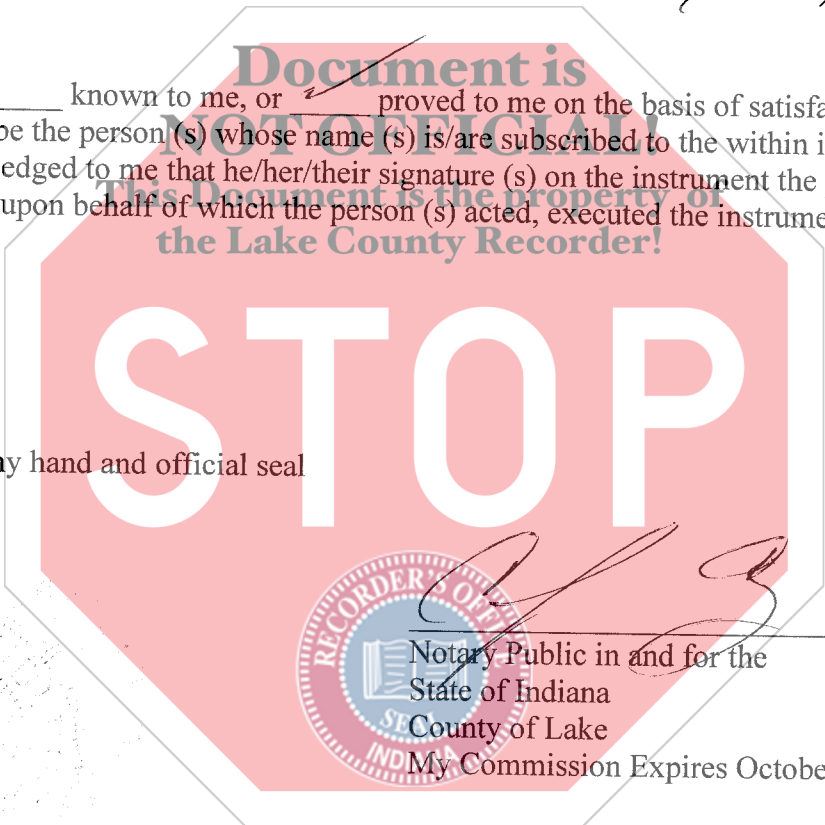 Document is
known to me, or ____ proved to me on the basis of satisfa
NOT OFFICIAL!
be the person (s) whose name (s) is/are subscribed to the within i
edged to me that he/her/their signature (s) on the instrument the
This Document is the property of
upon behalf of which the person (s) acted, executed the instrume
the Lake County Recorder!
STOP
y hand and official seal
RECORDER'S OFFICE
Notary Public in and for the
State of Indiana
SEAL
County of Lake
INDIANA
My Commission Expires Octobe